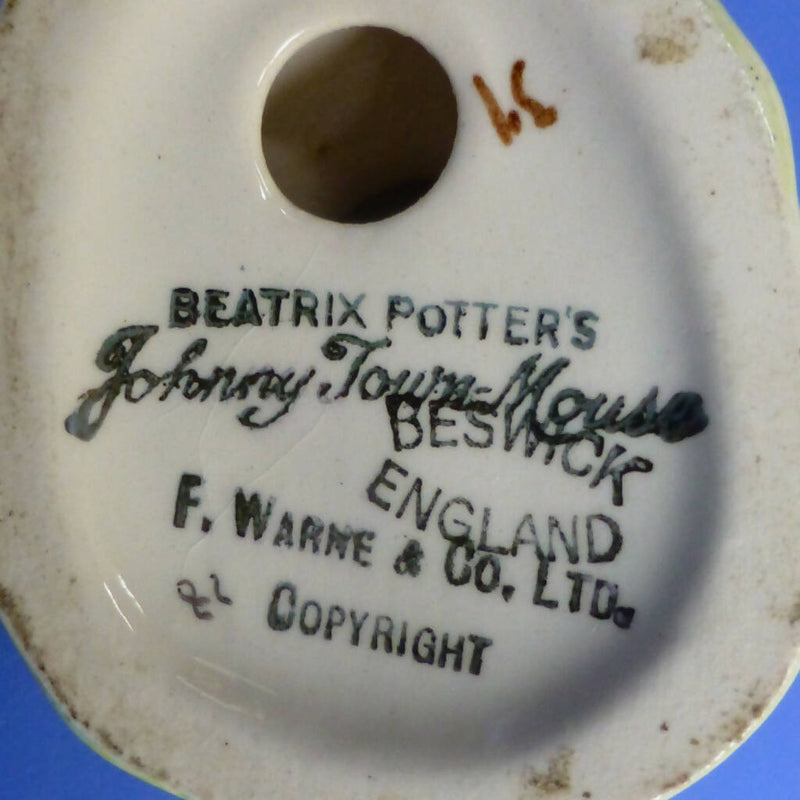 BEATRIX POTTER'S
Johnny Town-Mouse
BESWICK
ENGLAND
F. WARNE & CO. LTD.
COPYRIGHT